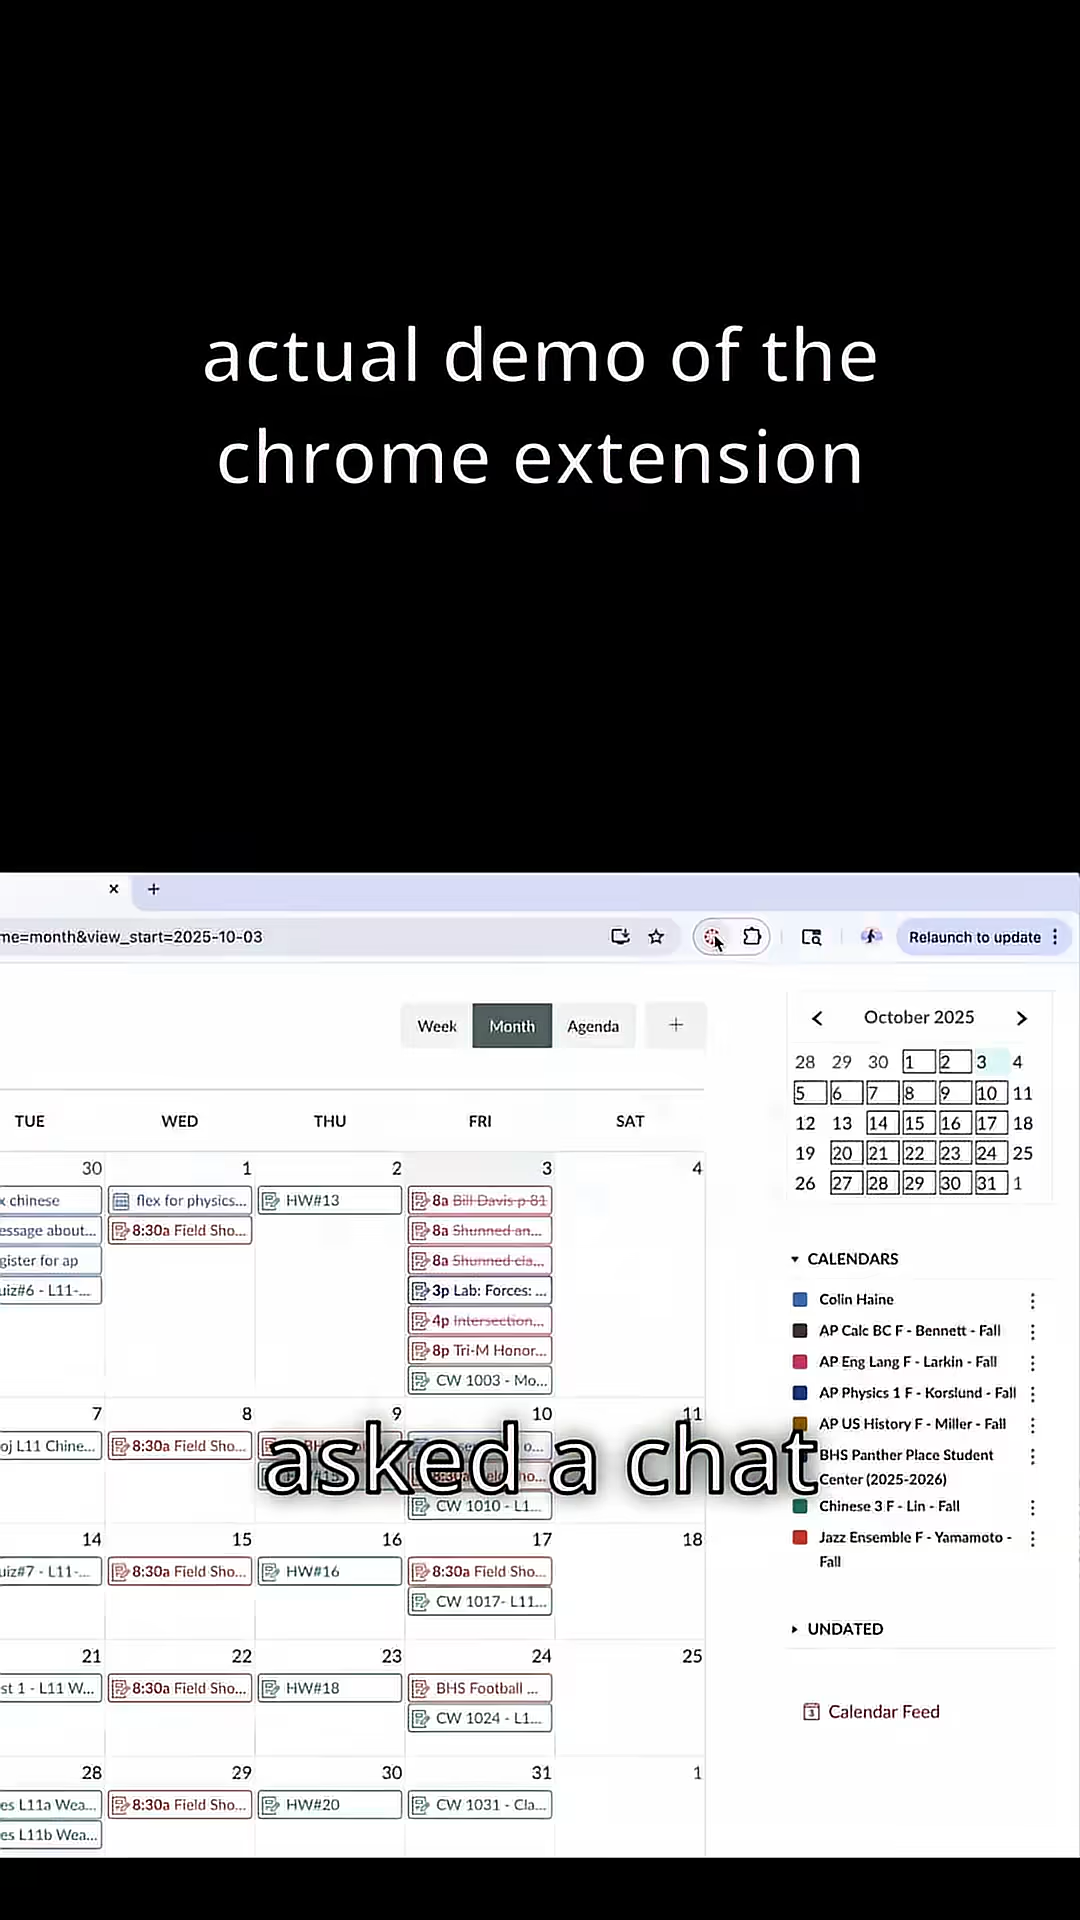 actual demo of the
chrome extension
me=month&view_start=2025-10-03
Relaunch to update
Week
Month
Agenda
October 2025
28 29 30 1 2 3 4
5 6 7 8 9 10 11
12 13 14 15 16 17 18
19 20 21 22 23 24 25
26 27 28 29 30 31 1
TUE WED THU FRI SAT
30 1 2 3 4
x chinese
essage about...
gister for ap
uiz#6 - L11-...
flex for physics...
8:30a Field Sho...
HW#13
8a Bill Davis p 81
8a Shunned an...
8a Shunned cla...
3p Lab: Forces: ...
4p Intersection...
8p Tri-M Honor...
CW 1003 - Mo...
7 8 9 10 11
oj L11 Chine...
8:30a Field Sho...
CW 1010 - L1...
asked a chat
14 15 16 17 18
uiz#7 - L11-...
8:30a Field Sho...
HW#16
8:30a Field Sho...
CW 1017- L11...
21 22 23 24 25
st 1 - L11 W...
8:30a Field Sho...
HW#18
BHS Football ...
CW 1024 - L1...
28 29 30 31 1
es L11a Wea...
es L11b Wea...
8:30a Field Sho...
HW#20
CW 1031 - Cla...
CALENDARS
Colin Haine
AP Calc BC F - Bennett - Fall
AP Eng Lang F - Larkin - Fall
AP Physics 1 F - Korslund - Fall
AP US History F - Miller - Fall
BHS Panther Place Student
Center (2025-2026)
Chinese 3 F - Lin - Fall
Jazz Ensemble F - Yamamoto -
Fall
UNDATED
Calendar Feed